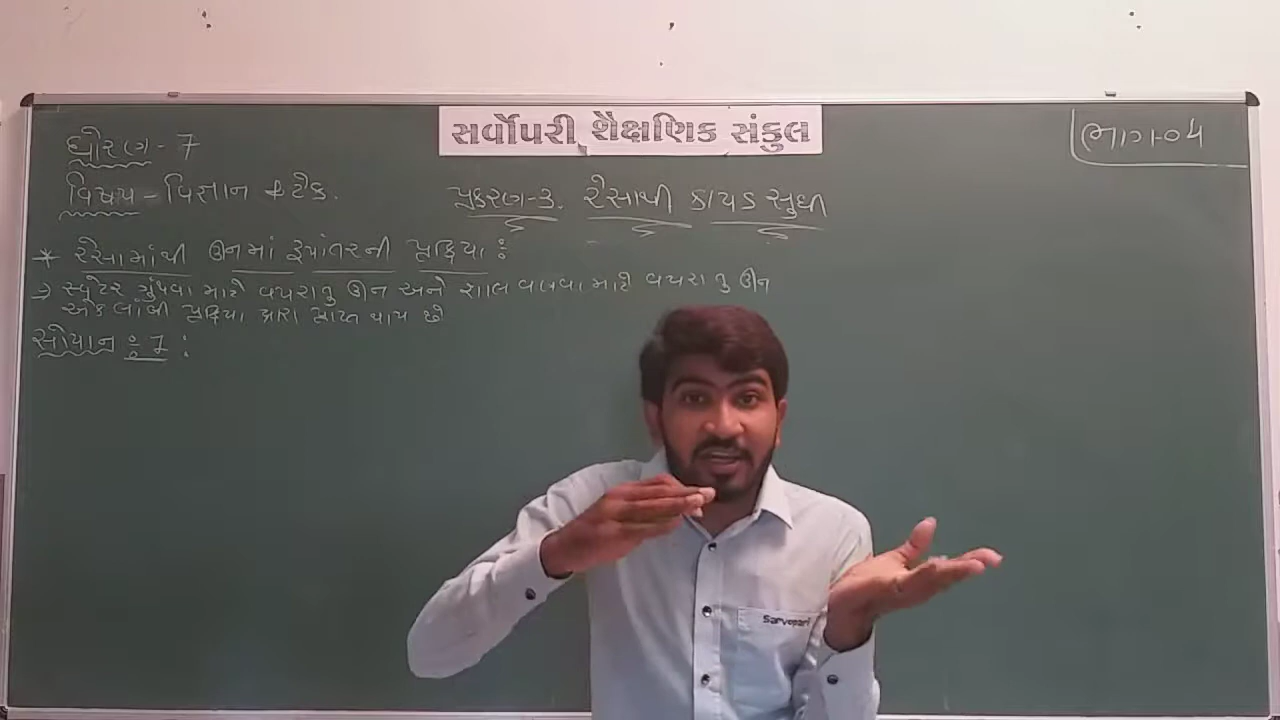 સર્વોપરી શૈક્ષણિક સંકુલ
ધોરણ - 7
ભાગ-04
વિષય - વિજ્ઞાન & ટેક.
પ્રકરણ-3. રેસાથી કાપડ સુધી
* રેસામાંથી ઊનમાં રૂપાંતરની પ્રક્રિયા :
→ સ્વેટર ગુંથવા માટે વપરાતુ ઊન અને શાલ વણવા માટે વપરાતુ ઊન
એક લાંબી પ્રક્રિયા દ્વારા પ્રાપ્ત થાય છે
સોપાન : 1 :
Sarvopari